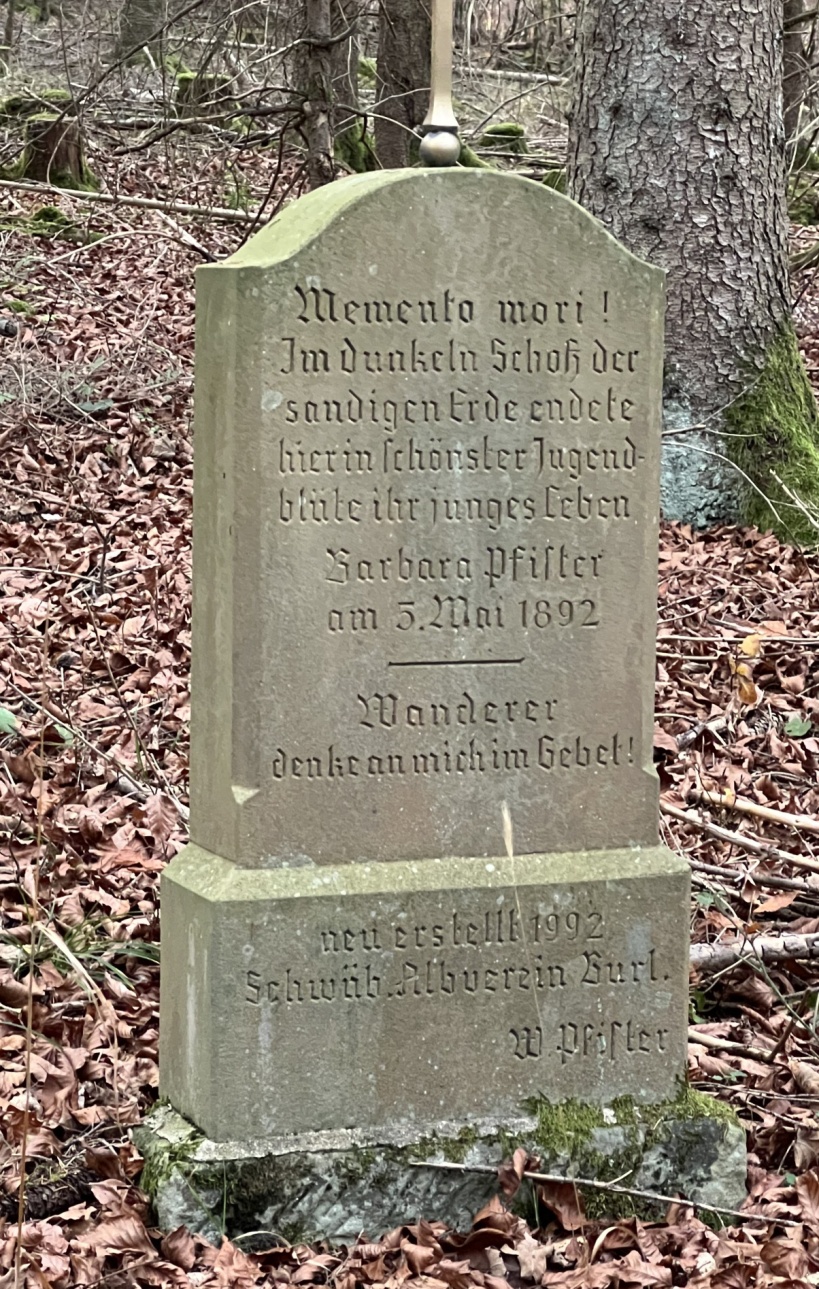 Memento mori!
Im dunkeln Schoß der
sandigen Erde endete
hier in schönster Jugend-
blüte ihr junges Leben
Barbara Pfister
am 3. Mai 1892
Wanderer
denke an mich im Gebet!
neu erstellt 1992
Schwäb. Albverein Burl.
W. Pfister